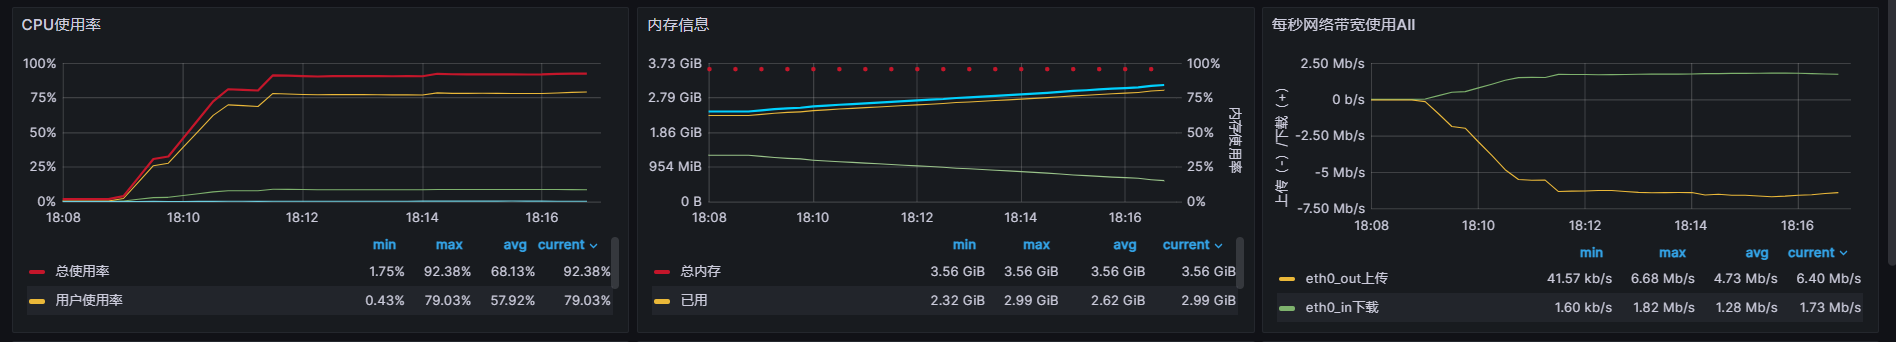 CPU使用率
100%
75%
50%
25%
0%
18:08 18:10 18:12 18:14 18:16
min max avg current
总使用率 1.75% 92.38% 68.13% 92.38%
用户使用率 0.43% 79.03% 57.92% 79.03%
内存信息
3.73 GiB 100%
2.79 GiB 75%
1.86 GiB 50%
954 MiB 25%
0 B 0%
内存使用率
18:08 18:10 18:12 18:14 18:16
min max avg current
总内存 3.56 GiB 3.56 GiB 3.56 GiB 3.56 GiB
已用 2.32 GiB 2.99 GiB 2.62 GiB 2.99 GiB
每秒网络带宽使用All
上传（-）/下载（+）
2.50 Mb/s
0 b/s
-2.50 Mb/s
-5 Mb/s
-7.50 Mb/s
18:08 18:10 18:12 18:14 18:16
min max avg current
eth0_out上传 41.57 kb/s 6.68 Mb/s 4.73 Mb/s 6.40 Mb/s
eth0_in下载 1.60 kb/s 1.82 Mb/s 1.28 Mb/s 1.73 Mb/s